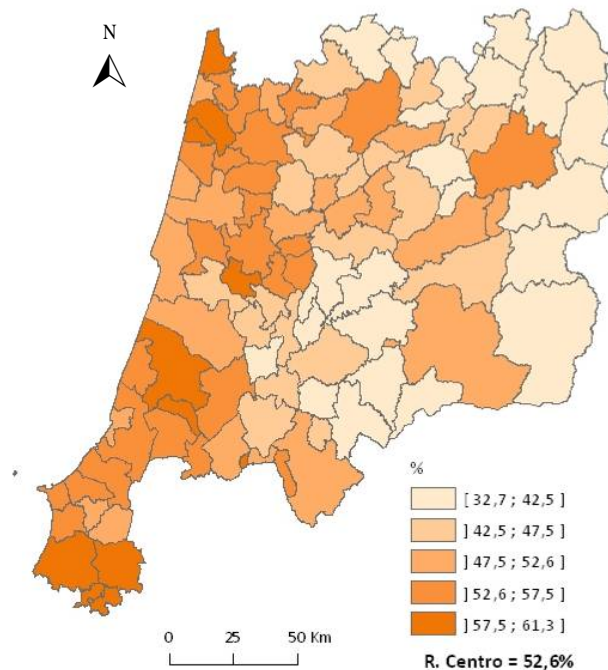 N
%
[ 32,7 ; 42,5 ]
] 42,5 ; 47,5 ]
] 47,5 ; 52,6 ]
] 52,6 ; 57,5 ]
] 57,5 ; 61,3 ]
0 25 50 Km
R. Centro = 52,6%